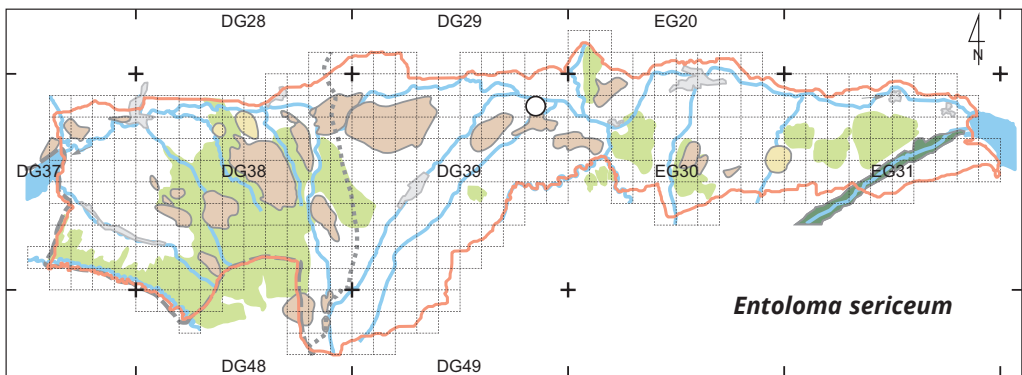 DG28 DG29 EG20
N
DG37 DG38 DG39 EG30 EG31
Entoloma sericeum
DG48 DG49